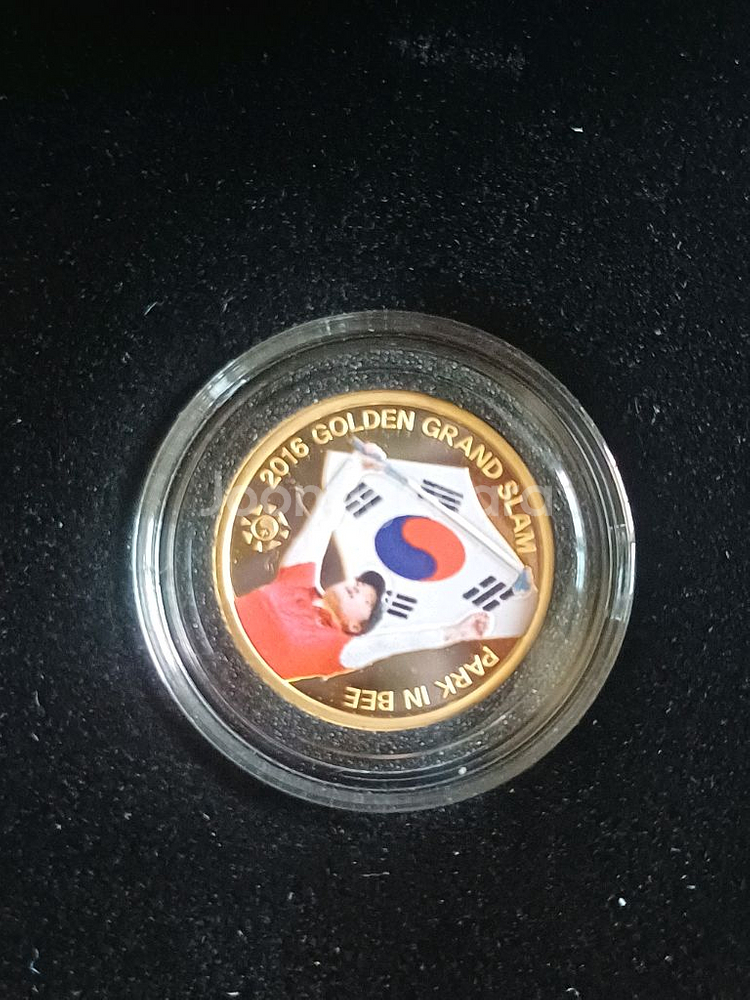 2016 GOLDEN GRAND SLAM
PARK IN BEE